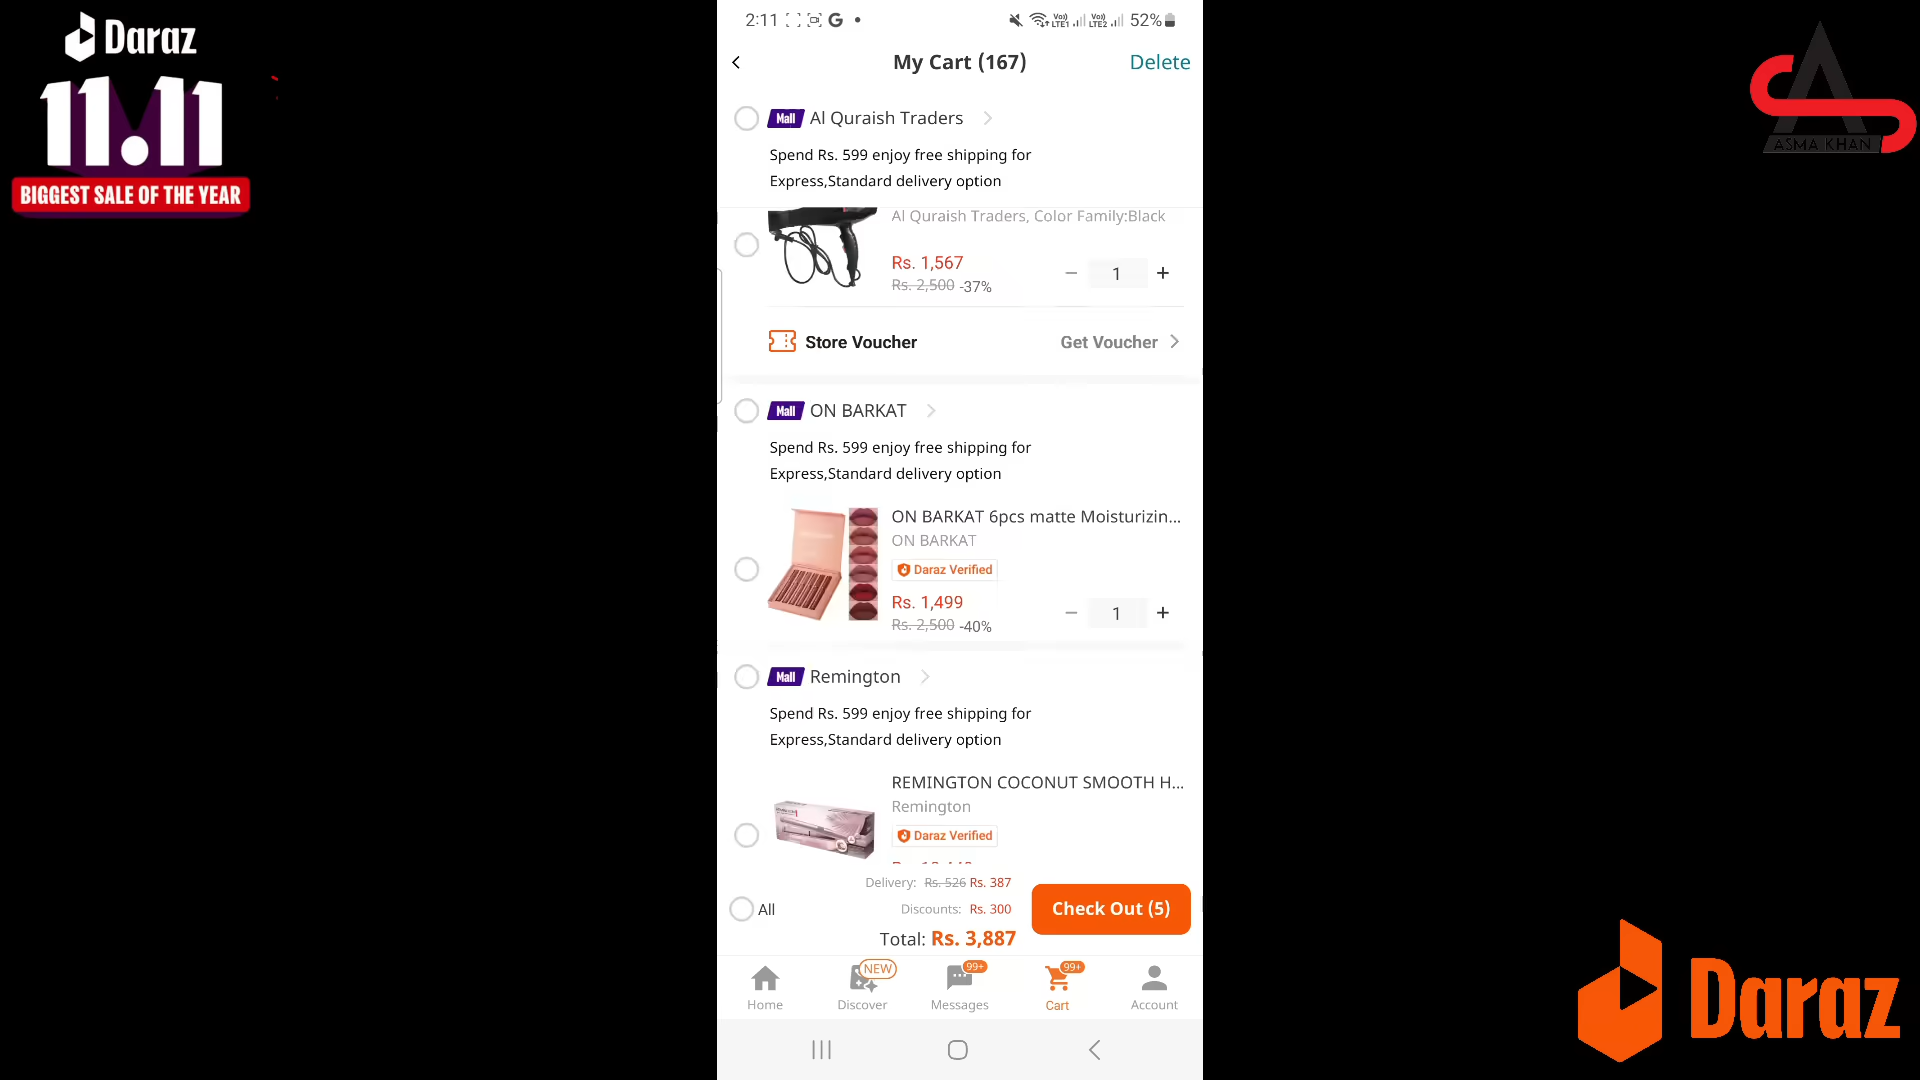 Daraz
11.11
BIGGEST SALE OF THE YEAR
ASMA KHAN
2:11
G
VoD LTE1 VoD LTE2 52%
My Cart (167)
Delete
Mall Al Quraish Traders
Spend Rs. 599 enjoy free shipping for
Express,Standard delivery option
Al Quraish Traders, Color Family:Black
Rs. 1,567
Rs. 2,500 -37%
− 1 +
Store Voucher
Get Voucher
Mall ON BARKAT
Spend Rs. 599 enjoy free shipping for
Express,Standard delivery option
ON BARKAT 6pcs matte Moisturizin...
ON BARKAT
Daraz Verified
Rs. 1,499
Rs. 2,500 -40%
− 1 +
Mall Remington
Spend Rs. 599 enjoy free shipping for
Express,Standard delivery option
REMINGTON COCONUT SMOOTH H...
Remington
Daraz Verified
Delivery: Rs. 526 Rs. 387
All
Discounts: Rs. 300
Total: Rs. 3,887
Check Out (5)
NEW
99+
99+
Home
Discover
Messages
Cart
Account
Daraz